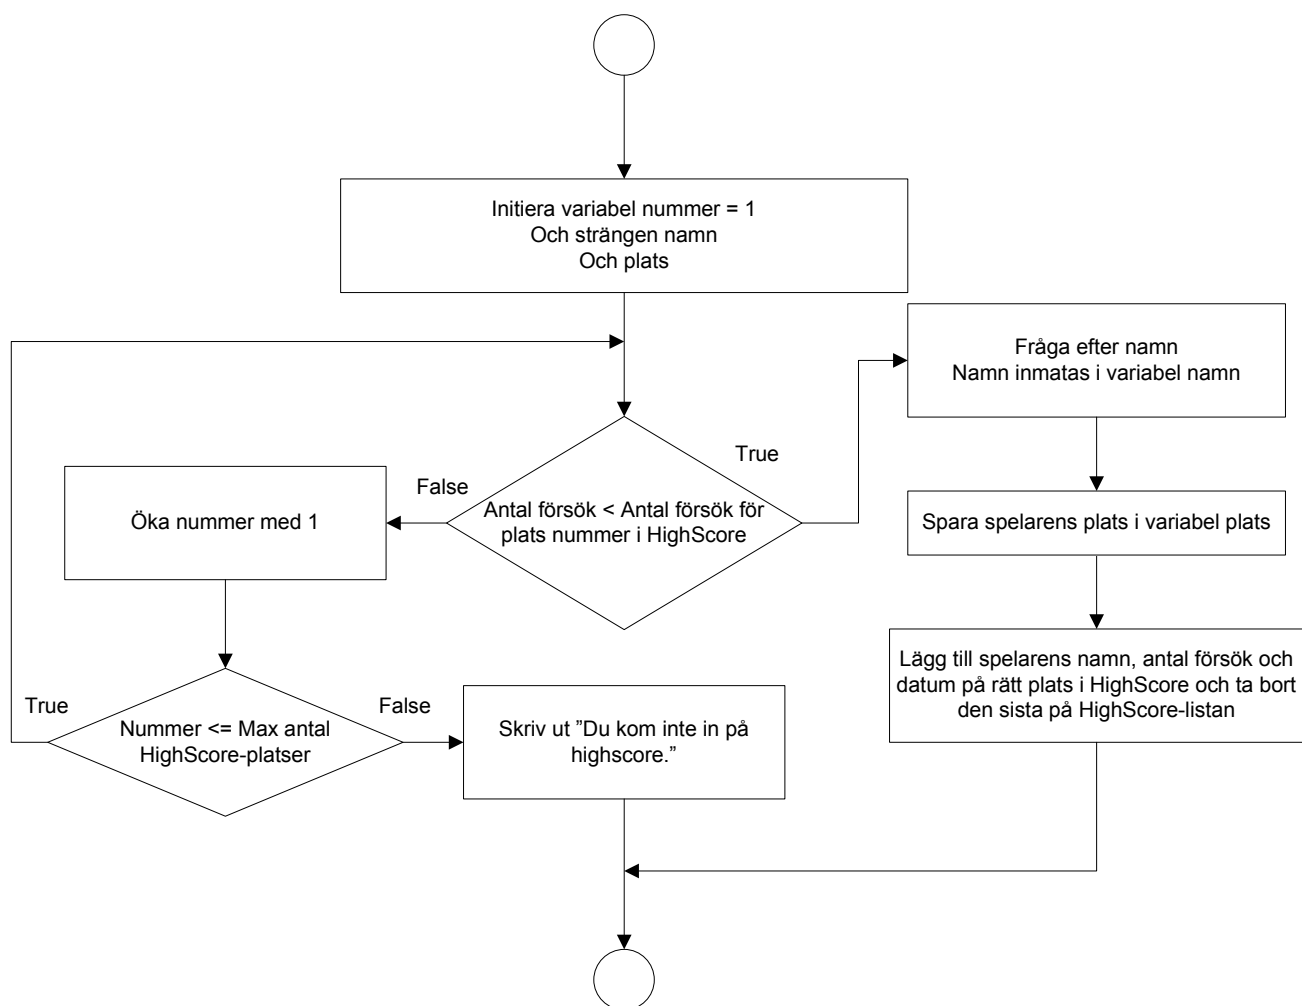 Initiera variabel nummer = 1
Och strängen namn
Och plats
Fråga efter namn
Namn inmatas i variabel namn
True
False
Antal försök < Antal försök för
plats nummer i HighScore
Öka nummer med 1
Spara spelarens plats i variabel plats
Lägg till spelarens namn, antal försök och
datum på rätt plats i HighScore och ta bort
den sista på HighScore-listan
True
False
Nummer <= Max antal
HighScore-platser
Skriv ut ”Du kom inte in på
highscore.”